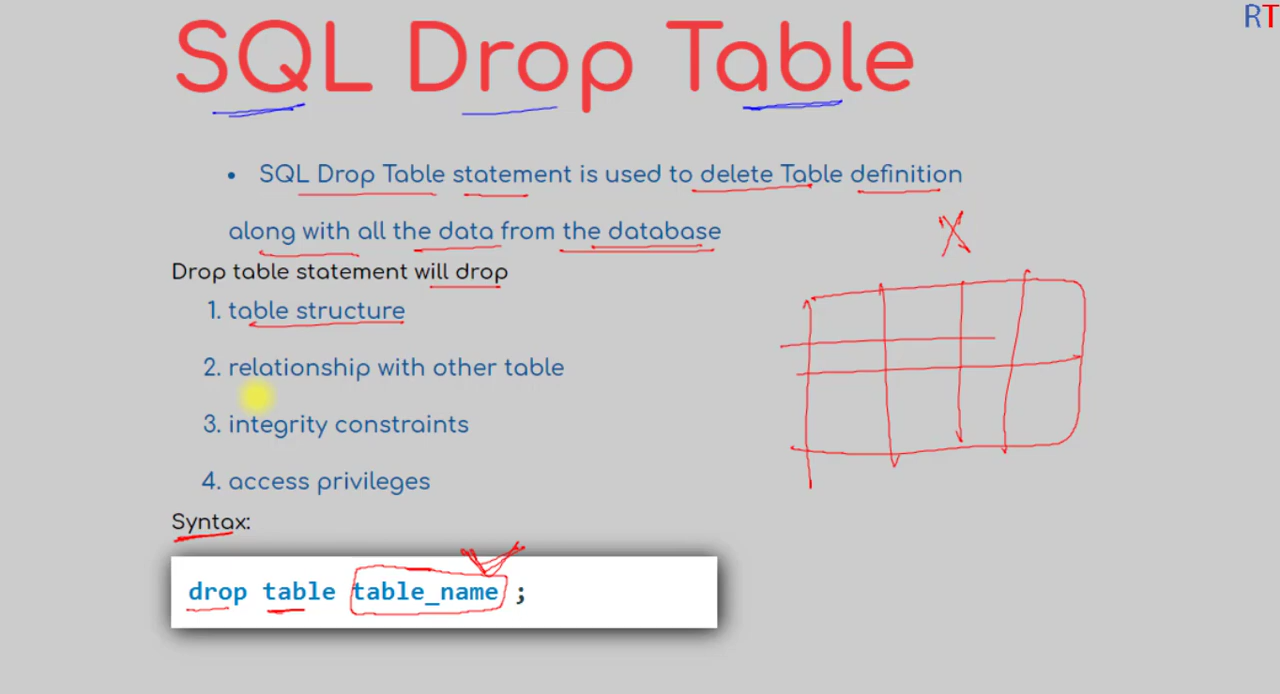 RT
SQL Drop Table
• SQL Drop Table statement is used to delete Table definition
along with all the data from the database
X
Drop table statement will drop
1. table structure
2. relationship with other table
3. integrity constraints
4. access privileges
Syntax:
drop table table_name ;